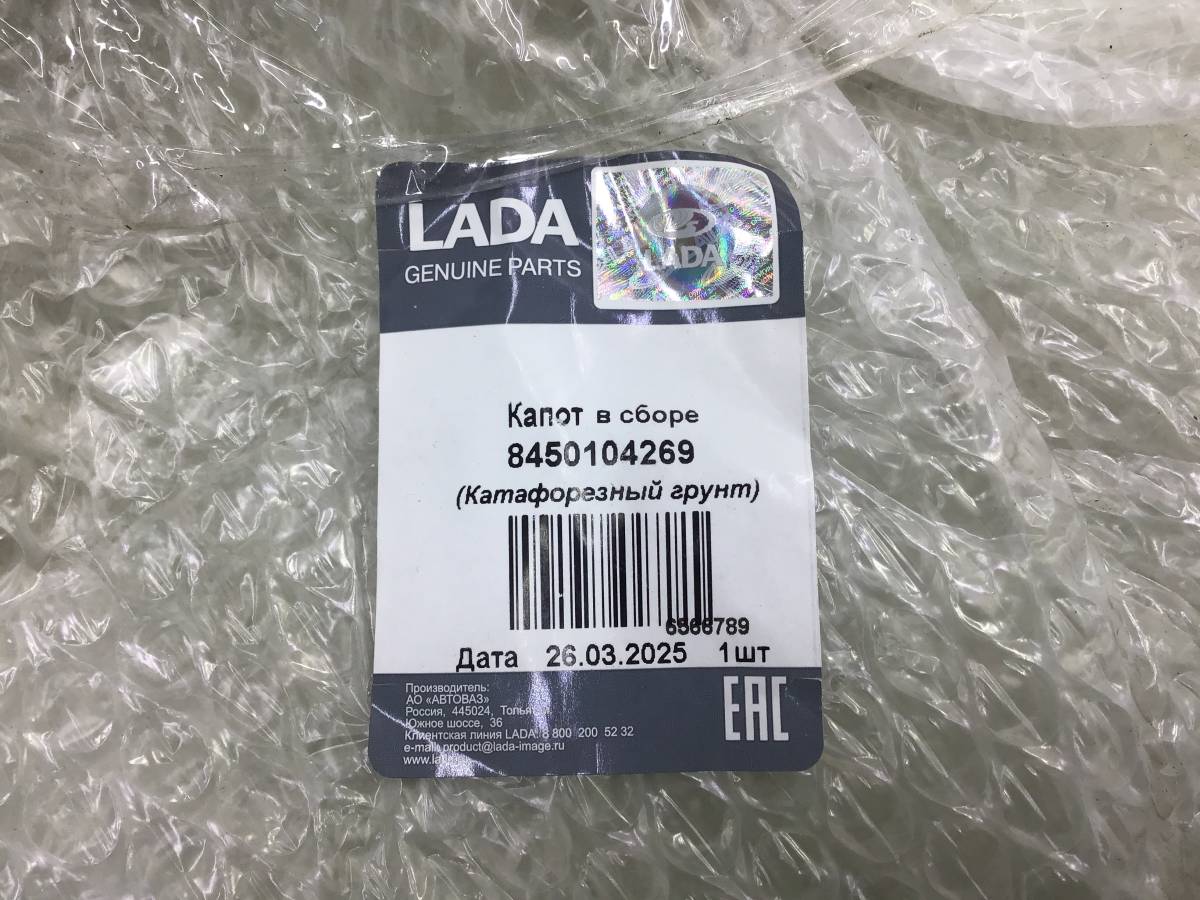 LADA
GENUINE PARTS
LADA
Капот в сборе
8450104269
(Катафорезный грунт)
6566789
Дата 26.03.2025 1шт
Производитель:
АО «АВТОВАЗ»
Россия, 445024,
Южное шоссе, 36
Клиентская линия LADA: 8 800 200 52 32
e-mail: product@lada-image.ru
EAC